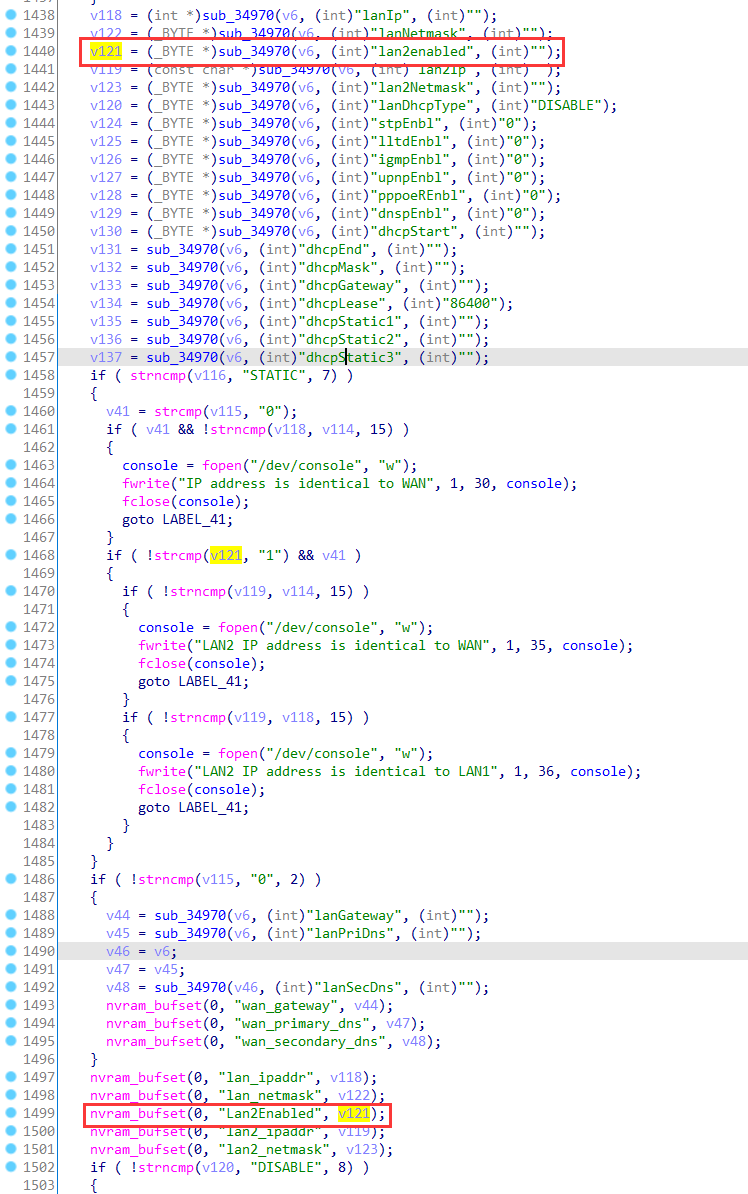 1438 v118 = (int *)sub_34970(v6, (int)"lanIp", (int)"");
1439 v122 = (_BYTE *)sub_34970(v6, (int)"lanNetmask", (int)"");
1440 v121 = (_BYTE *)sub_34970(v6, (int)"lan2enabled", (int)"");
1441 v119 = (const char *)sub_34970(v6, (int)"lan2Ip", (int)"");
1442 v123 = (_BYTE *)sub_34970(v6, (int)"lan2Netmask", (int)"");
1443 v120 = (_BYTE *)sub_34970(v6, (int)"lanDhcpType", (int)"DISABLE");
1444 v124 = (_BYTE *)sub_34970(v6, (int)"stpEnbl", (int)"0");
1445 v125 = (_BYTE *)sub_34970(v6, (int)"lltdEnbl", (int)"0");
1446 v126 = (_BYTE *)sub_34970(v6, (int)"igmpEnbl", (int)"0");
1447 v127 = (_BYTE *)sub_34970(v6, (int)"upnpEnbl", (int)"0");
1448 v128 = (_BYTE *)sub_34970(v6, (int)"pppoeREnbl", (int)"0");
1449 v129 = (_BYTE *)sub_34970(v6, (int)"dnspEnbl", (int)"0");
1450 v130 = (_BYTE *)sub_34970(v6, (int)"dhcpStart", (int)"");
1451 v131 = sub_34970(v6, (int)"dhcpEnd", (int)"");
1452 v132 = sub_34970(v6, (int)"dhcpMask", (int)"");
1453 v133 = sub_34970(v6, (int)"dhcpGateway", (int)"");
1454 v134 = sub_34970(v6, (int)"dhcpLease", (int)"86400");
1455 v135 = sub_34970(v6, (int)"dhcpStatic1", (int)"");
1456 v136 = sub_34970(v6, (int)"dhcpStatic2", (int)"");
1457 v137 = sub_34970(v6, (int)"dhcpStatic3", (int)"");
1458 if ( strncmp(v116, "STATIC", 7) )
1459 {
1460 v41 = strcmp(v115, "0");
1461 if ( v41 && !strncmp(v118, v114, 15) )
1462 {
1463 console = fopen("/dev/console", "w");
1464 fwrite("IP address is identical to WAN", 1, 30, console);
1465 fclose(console);
1466 goto LABEL_41;
1467 }
1468 if ( !strcmp(v121, "1") && v41 )
1469 {
1470 if ( !strncmp(v119, v114, 15) )
1471 {
1472 console = fopen("/dev/console", "w");
1473 fwrite("LAN2 IP address is identical to WAN", 1, 35, console);
1474 fclose(console);
1475 goto LABEL_41;
1476 }
1477 if ( !strncmp(v119, v118, 15) )
1478 {
1479 console = fopen("/dev/console", "w");
1480 fwrite("LAN2 IP address is identical to LAN1", 1, 36, console);
1481 fclose(console);
1482 goto LABEL_41;
1483 }
1484 }
1485 }
1486 if ( !strncmp(v115, "0", 2) )
1487 {
1488 v44 = sub_34970(v6, (int)"lanGateway", (int)"");
1489 v45 = sub_34970(v6, (int)"lanPriDns", (int)"");
1490 v46 = v6;
1491 v47 = v45;
1492 v48 = sub_34970(v46, (int)"lanSecDns", (int)"");
1493 nvram_bufset(0, "wan_gateway", v44);
1494 nvram_bufset(0, "wan_primary_dns", v47);
1495 nvram_bufset(0, "wan_secondary_dns", v48);
1496 }
1497 nvram_bufset(0, "lan_ipaddr", v118);
1498 nvram_bufset(0, "lan_netmask", v122);
1499 nvram_bufset(0, "Lan2Enabled", v121);
1500 nvram_bufset(0, "lan2_ipaddr", v119);
1501 nvram_bufset(0, "lan2_netmask", v123);
1502 if ( !strncmp(v120, "DISABLE", 8) )
1503 {